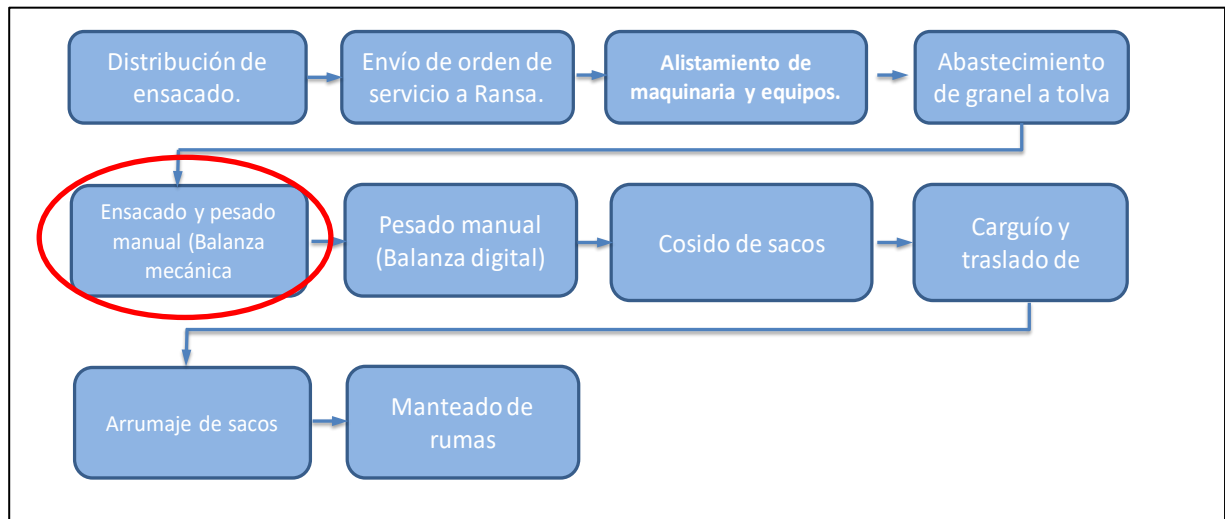 Distribución de
ensacado.
Envío de orden de
servicio a Ransa.
Alistamiento de
maquinaria y equipos.
Abastecimiento
de granel a tolva
Ensacado y pesado
manual (Balanza
mecánica
Pesado manual
(Balanza digital)
Cosido de sacos
Carguío y
traslado de
Arrumaje de sacos
Manteado de
rumas